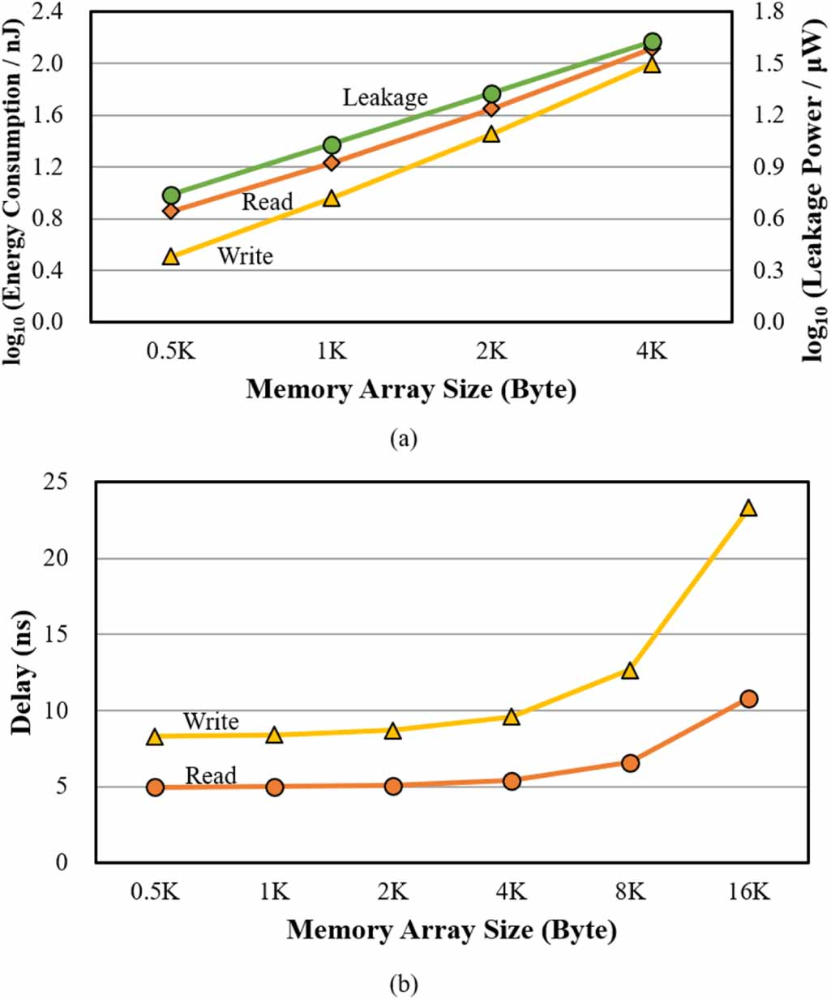 log10 (Energy Consumption / nJ)
2.4
2.0
1.6
1.2
0.8
0.4
0.0
Leakage
Read
Write
1.8
1.5
1.2
0.9
0.6
0.3
0.0
log10 (Leakage Power / μW)
0.5K 1K 2K 4K
Memory Array Size (Byte)
(a)
Delay (ns)
25
20
15
10
5
0
Write
Read
0.5K 1K 2K 4K 8K 16K
Memory Array Size (Byte)
(b)